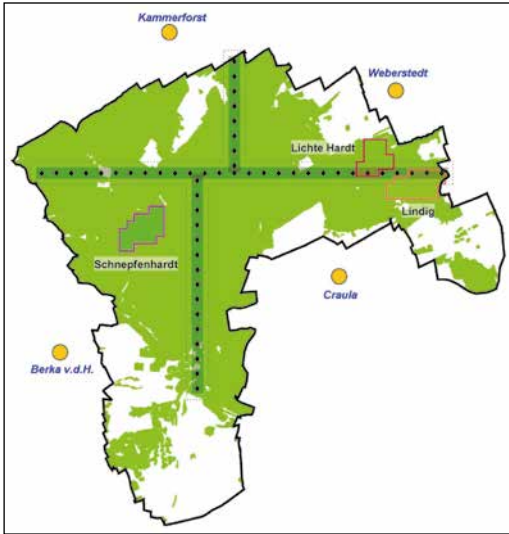 Kammerforst
Weberstedt
Lichte Hardt
Lindig
Schnepfenhardt
Craula
Berka v.d.H.